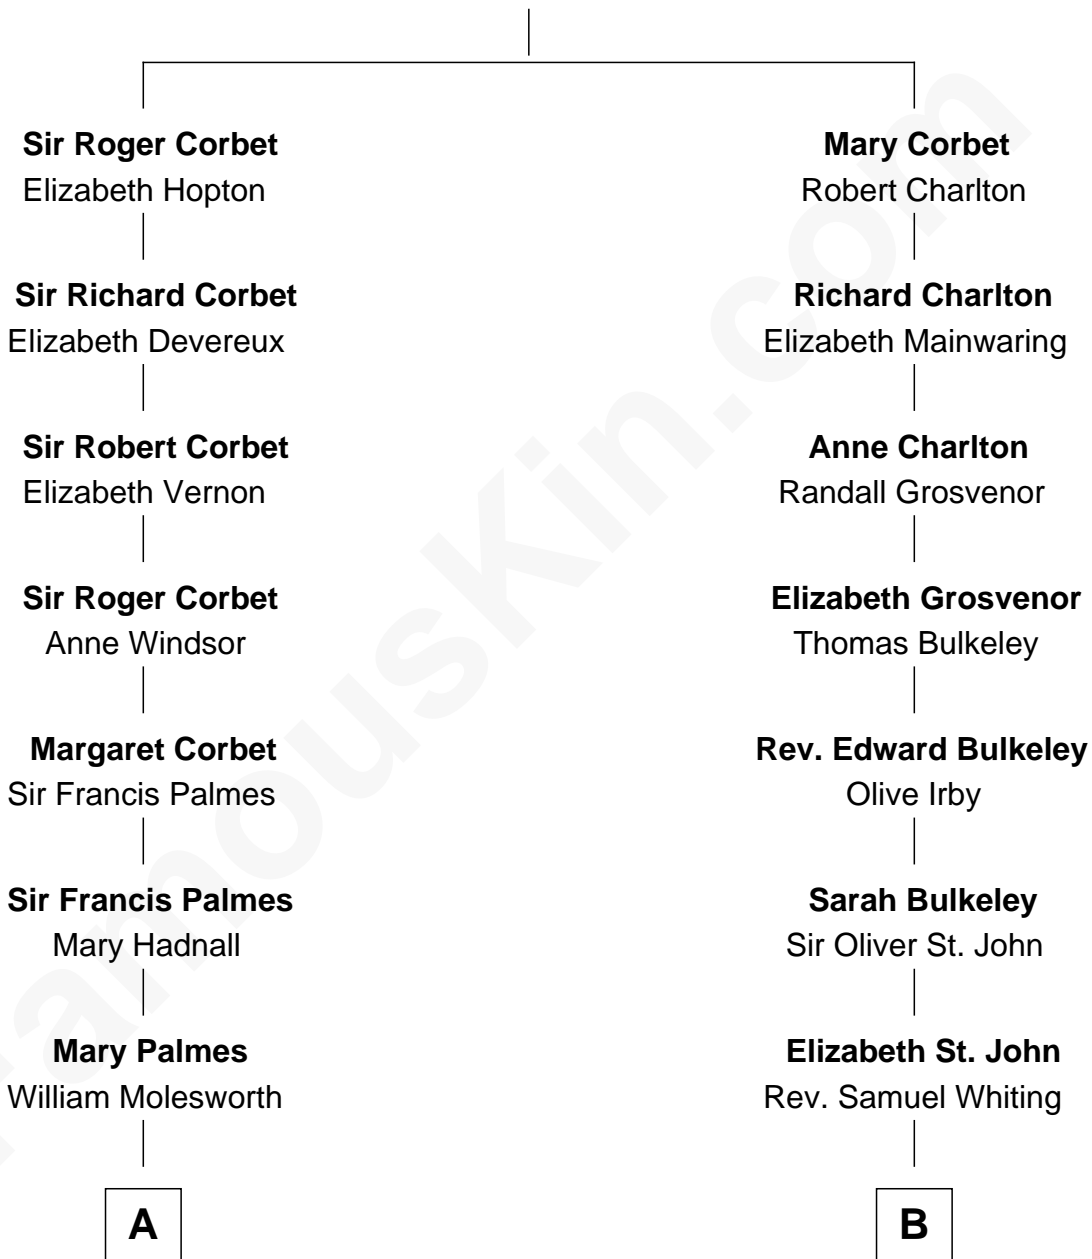 Sir Roger Corbet
Elizabeth Hopton
Mary Corbet
Robert Charlton
Sir Richard Corbet
Elizabeth Devereux
Richard Charlton
Elizabeth Mainwaring
Sir Robert Corbet
Elizabeth Vernon
Anne Charlton
Randall Grosvenor
Sir Roger Corbet
Anne Windsor
Elizabeth Grosvenor
Thomas Bulkeley
Margaret Corbet
Sir Francis Palmes
Rev. Edward Bulkeley
Olive Irby
Sir Francis Palmes
Mary Hadnall
Sarah Bulkeley
Sir Oliver St. John
Mary Palmes
William Molesworth
Elizabeth St. John
Rev. Samuel Whiting
A
B
FamousKin.com